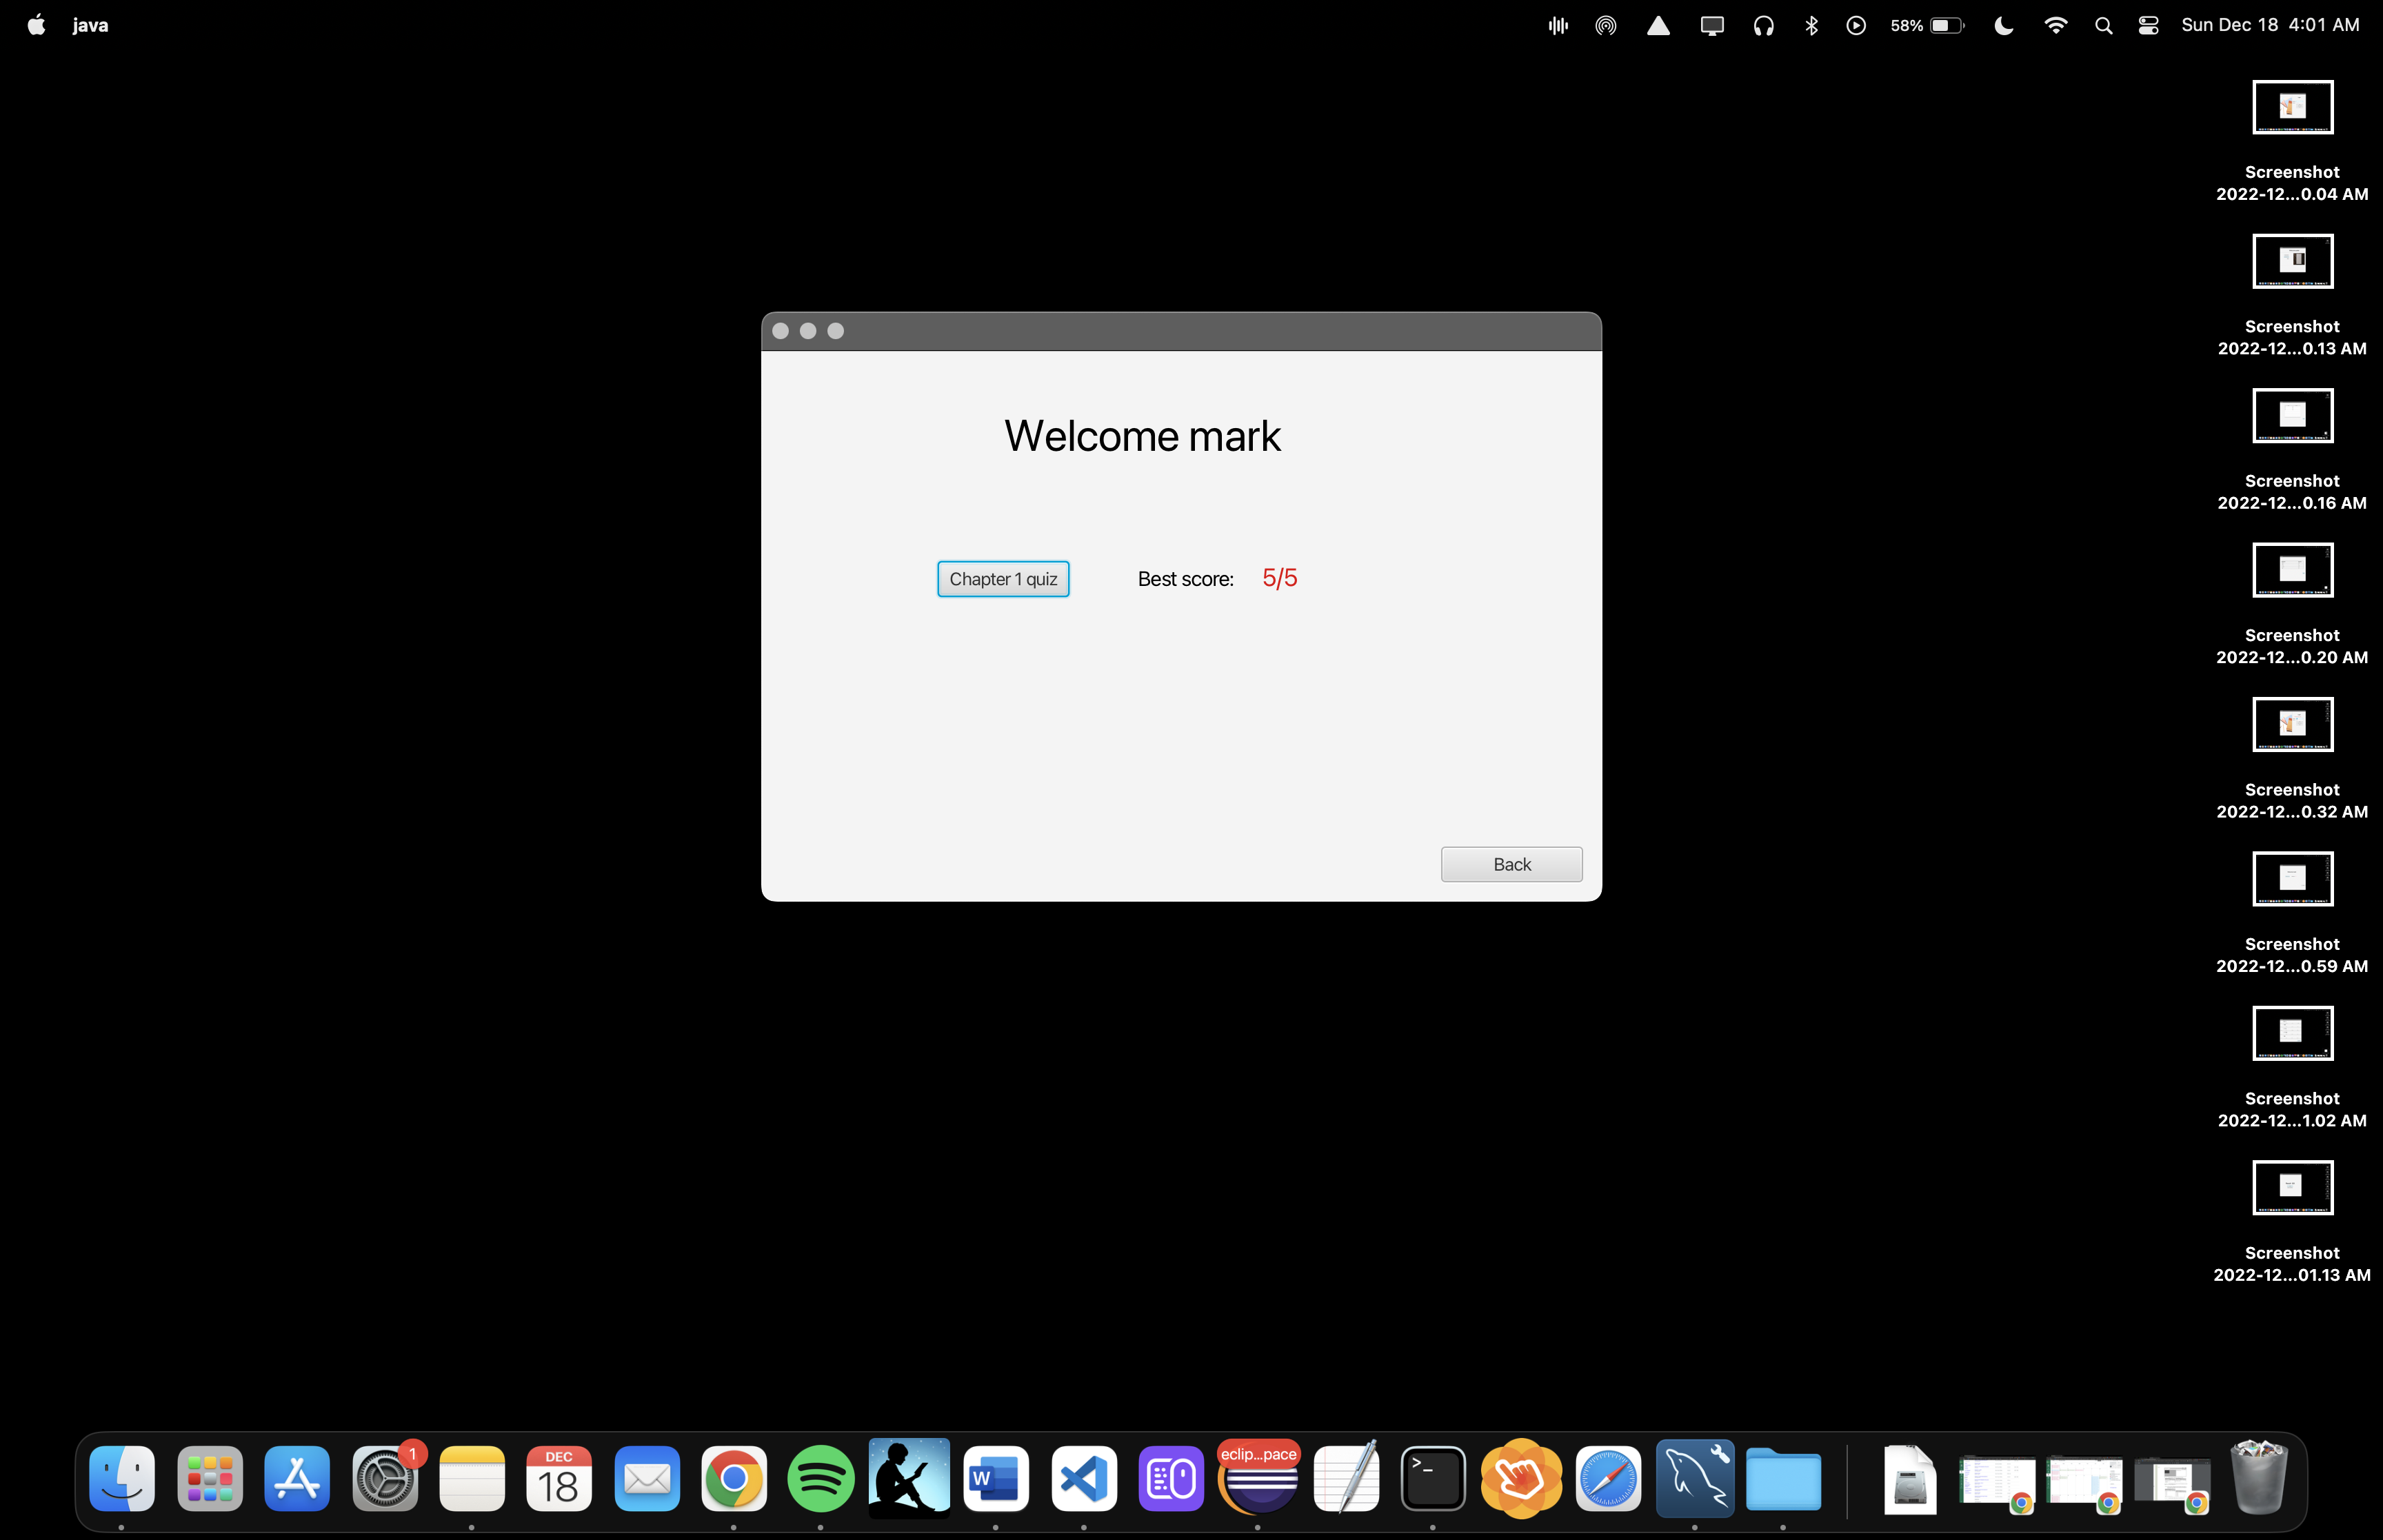 java
58%
Sun Dec 18 4:01 AM
Screenshot
2022-12...0.04 AM
Screenshot
2022-12...0.13 AM
Screenshot
2022-12...0.16 AM
Screenshot
2022-12...0.20 AM
Screenshot
2022-12...0.32 AM
Screenshot
2022-12...0.59 AM
Screenshot
2022-12...1.02 AM
Screenshot
2022-12...01.13 AM
Welcome mark
Chapter 1 quiz
Best score: 5/5
Back
1
DEC
18
W
eclip...pace
>_